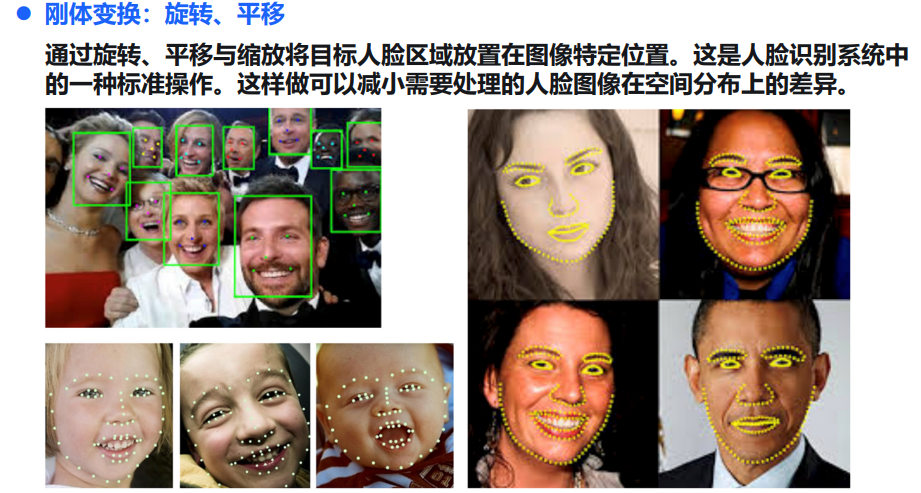 ● 刚体变换：旋转、平移
通过旋转、平移与缩放将目标人脸区域放置在图像特定位置。这是人脸识别系统中
的一种标准操作。这样做可以减小需要处理的人脸图像在空间分布上的差异。